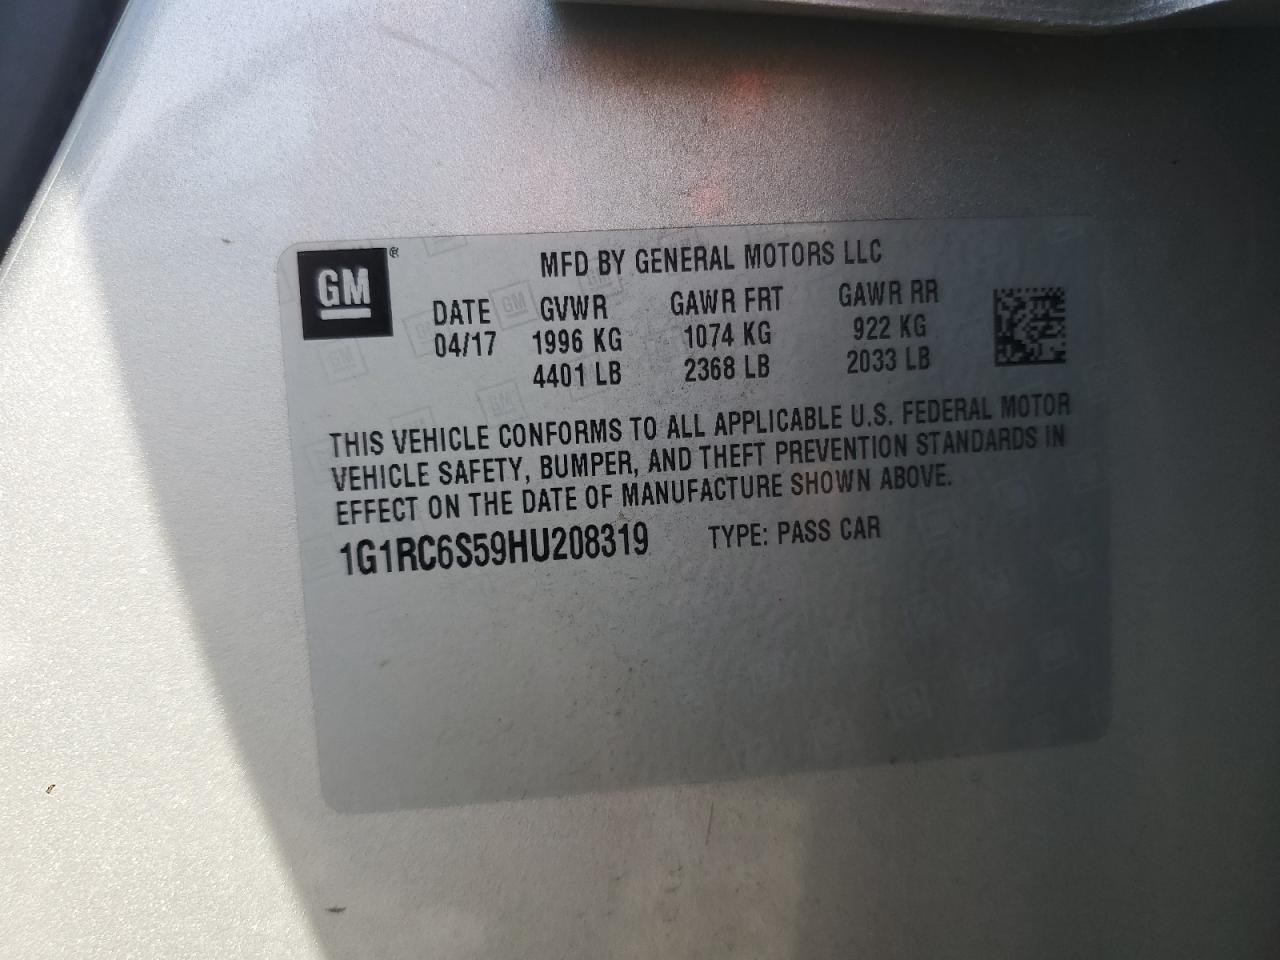 GM®
MFD BY GENERAL MOTORS LLC
DATE GVWR GAWR FRT GAWR RR
04/17 1996 KG 1074 KG 922 KG
4401 LB 2368 LB 2033 LB
THIS VEHICLE CONFORMS TO ALL APPLICABLE U.S. FEDERAL MOTOR
VEHICLE SAFETY, BUMPER, AND THEFT PREVENTION STANDARDS IN
EFFECT ON THE DATE OF MANUFACTURE SHOWN ABOVE.
1G1RC6S59HU208319 TYPE: PASS CAR